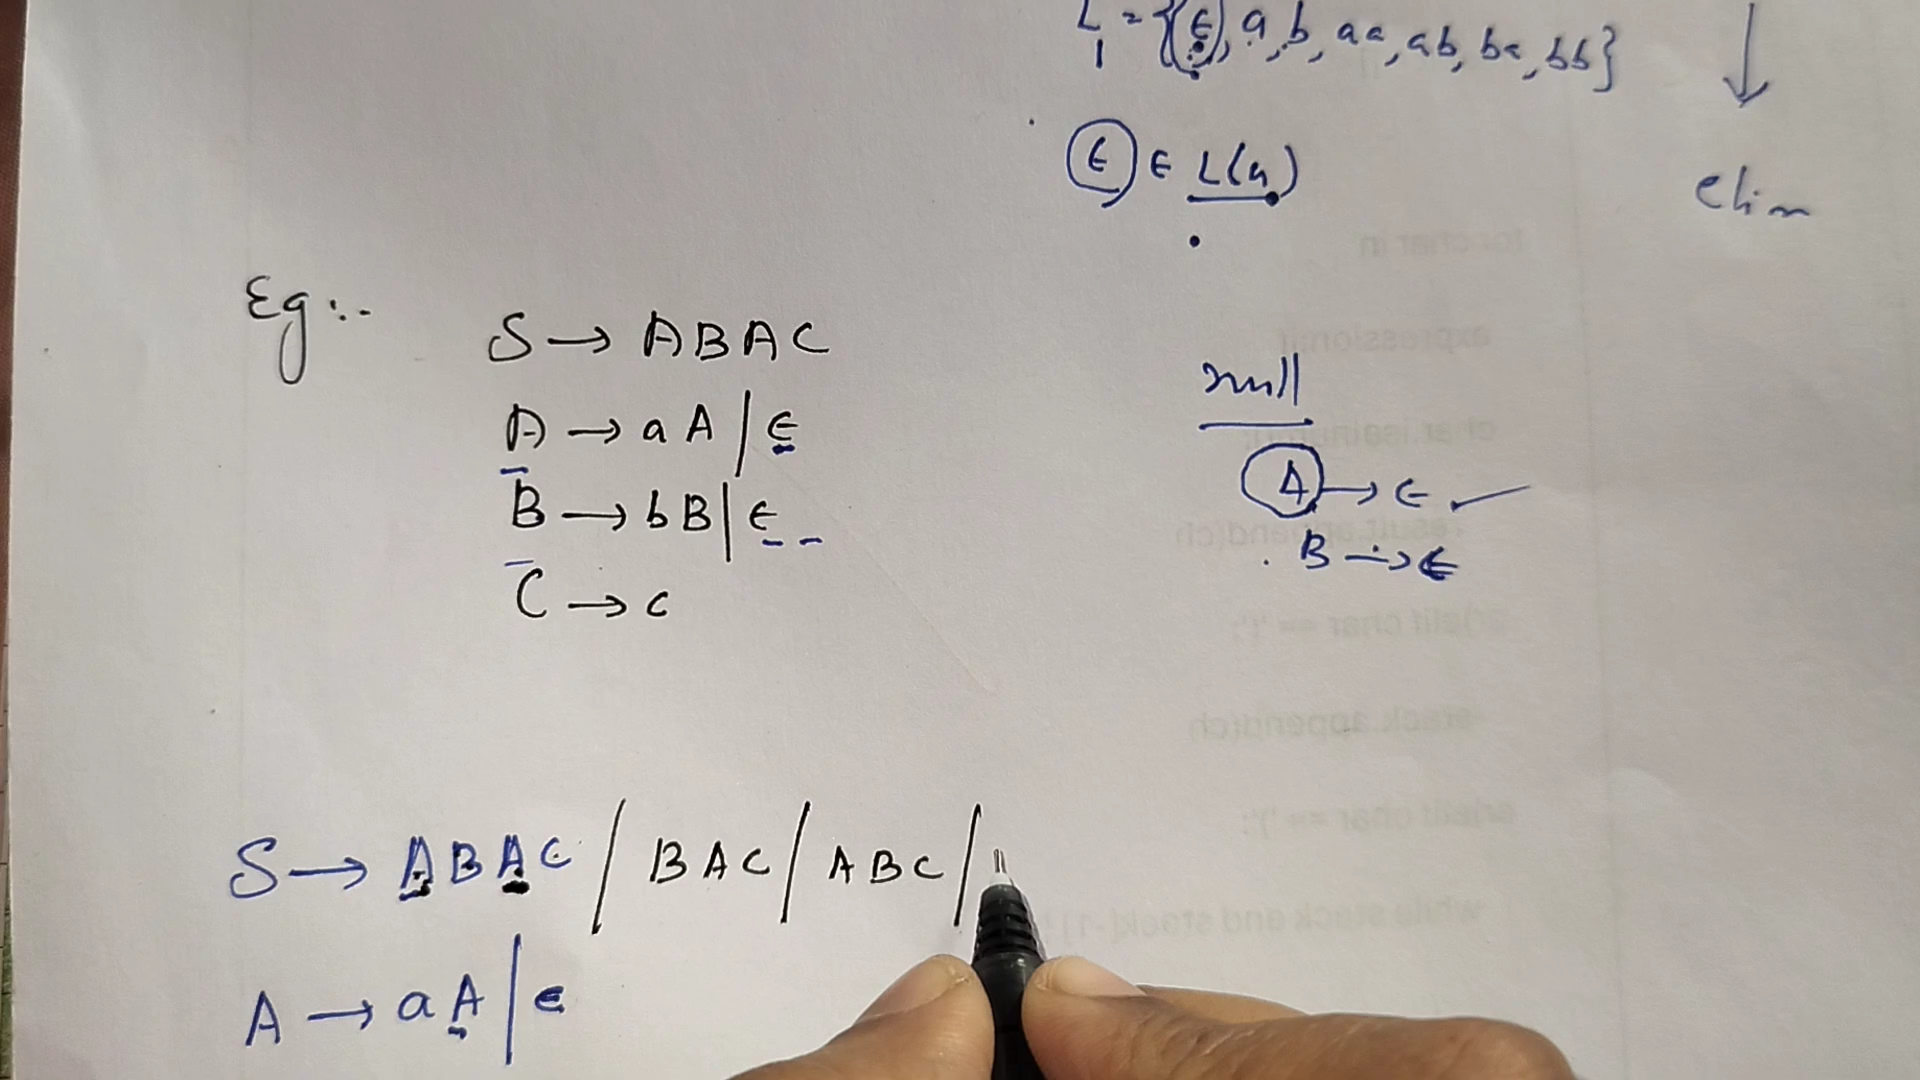 L₁ = {ϵ, a, b, aa, ab, ba, bb}
ϵ ∈ L(G)
Elim
Eg:-
S → ABAC
A → aA | ϵ
B → bB | ϵ
C → c
null
A → ϵ ✓
B → ϵ
S → ABAC / BAC / ABC /
A → aA | ϵ